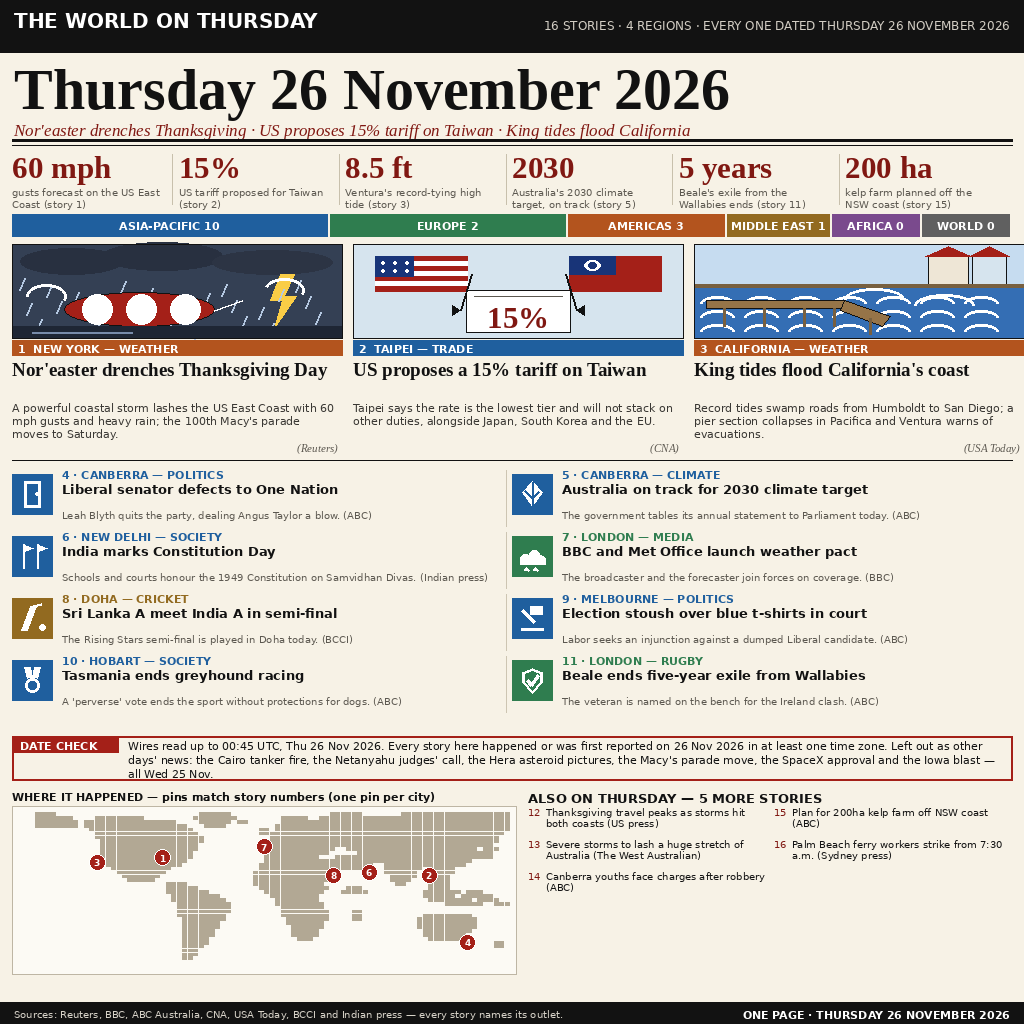 THE WORLD ON THURSDAY
16 STORIES · 4 REGIONS · EVERY ONE DATED THURSDAY 26 NOVEMBER 2026
Thursday 26 November 2026
Nor'easter drenches Thanksgiving · US proposes 15% tariff on Taiwan · King tides flood California
60 mph
gusts forecast on the US East
Coast (story 1)
15%
US tariff proposed for Taiwan
(story 2)
8.5 ft
Ventura's record-tying high
tide (story 3)
2030
Australia's 2030 climate
target, on track (story 5)
5 years
Beale's exile from the
Wallabies ends (story 11)
200 ha
kelp farm planned off the
NSW coast (story 15)
ASIA-PACIFIC 10
EUROPE 2
AMERICAS 3
MIDDLE EAST 1
AFRICA 0
WORLD 0
15%
1 NEW YORK — WEATHER
Nor'easter drenches Thanksgiving Day
A powerful coastal storm lashes the US East Coast with 60
mph gusts and heavy rain; the 100th Macy's parade
moves to Saturday.
(Reuters)
2 TAIPEI — TRADE
US proposes a 15% tariff on Taiwan
Taipei says the rate is the lowest tier and will not stack on
other duties, alongside Japan, South Korea and the EU.
(CNA)
3 CALIFORNIA — WEATHER
King tides flood California's coast
Record tides swamp roads from Humboldt to San Diego; a
pier section collapses in Pacifica and Ventura warns of
evacuations.
(USA Today)
4 · CANBERRA — POLITICS
Liberal senator defects to One Nation
Leah Blyth quits the party, dealing Angus Taylor a blow. (ABC)
5 · CANBERRA — CLIMATE
Australia on track for 2030 climate target
The government tables its annual statement to Parliament today. (ABC)
6 · NEW DELHI — SOCIETY
India marks Constitution Day
Schools and courts honour the 1949 Constitution on Samvidhan Divas. (Indian press)
7 · LONDON — MEDIA
BBC and Met Office launch weather pact
The broadcaster and the forecaster join forces on coverage. (BBC)
8 · DOHA — CRICKET
Sri Lanka A meet India A in semi-final
The Rising Stars semi-final is played in Doha today. (BCCI)
9 · MELBOURNE — POLITICS
Election stoush over blue t-shirts in court
Labor seeks an injunction against a dumped Liberal candidate. (ABC)
10 · HOBART — SOCIETY
Tasmania ends greyhound racing
A 'perverse' vote ends the sport without protections for dogs. (ABC)
11 · LONDON — RUGBY
Beale ends five-year exile from Wallabies
The veteran is named on the bench for the Ireland clash. (ABC)
DATE CHECK
Wires read up to 00:45 UTC, Thu 26 Nov 2026. Every story here happened or was first reported on 26 Nov 2026 in at least one time zone. Left out as other
days' news: the Cairo tanker fire, the Netanyahu judges' call, the Hera asteroid pictures, the Macy's parade move, the SpaceX approval and the Iowa blast —
all Wed 25 Nov.
WHERE IT HAPPENED — pins match story numbers (one pin per city)
3
1
7
8
6
2
4
ALSO ON THURSDAY — 5 MORE STORIES
12 Thanksgiving travel peaks as storms hit
both coasts (US press)
13 Severe storms to lash a huge stretch of
Australia (The West Australian)
14 Canberra youths face charges after robbery
(ABC)
15 Plan for 200ha kelp farm off NSW coast
(ABC)
16 Palm Beach ferry workers strike from 7:30
a.m. (Sydney press)
Sources: Reuters, BBC, ABC Australia, CNA, USA Today, BCCI and Indian press — every story names its outlet.
ONE PAGE · THURSDAY 26 NOVEMBER 2026